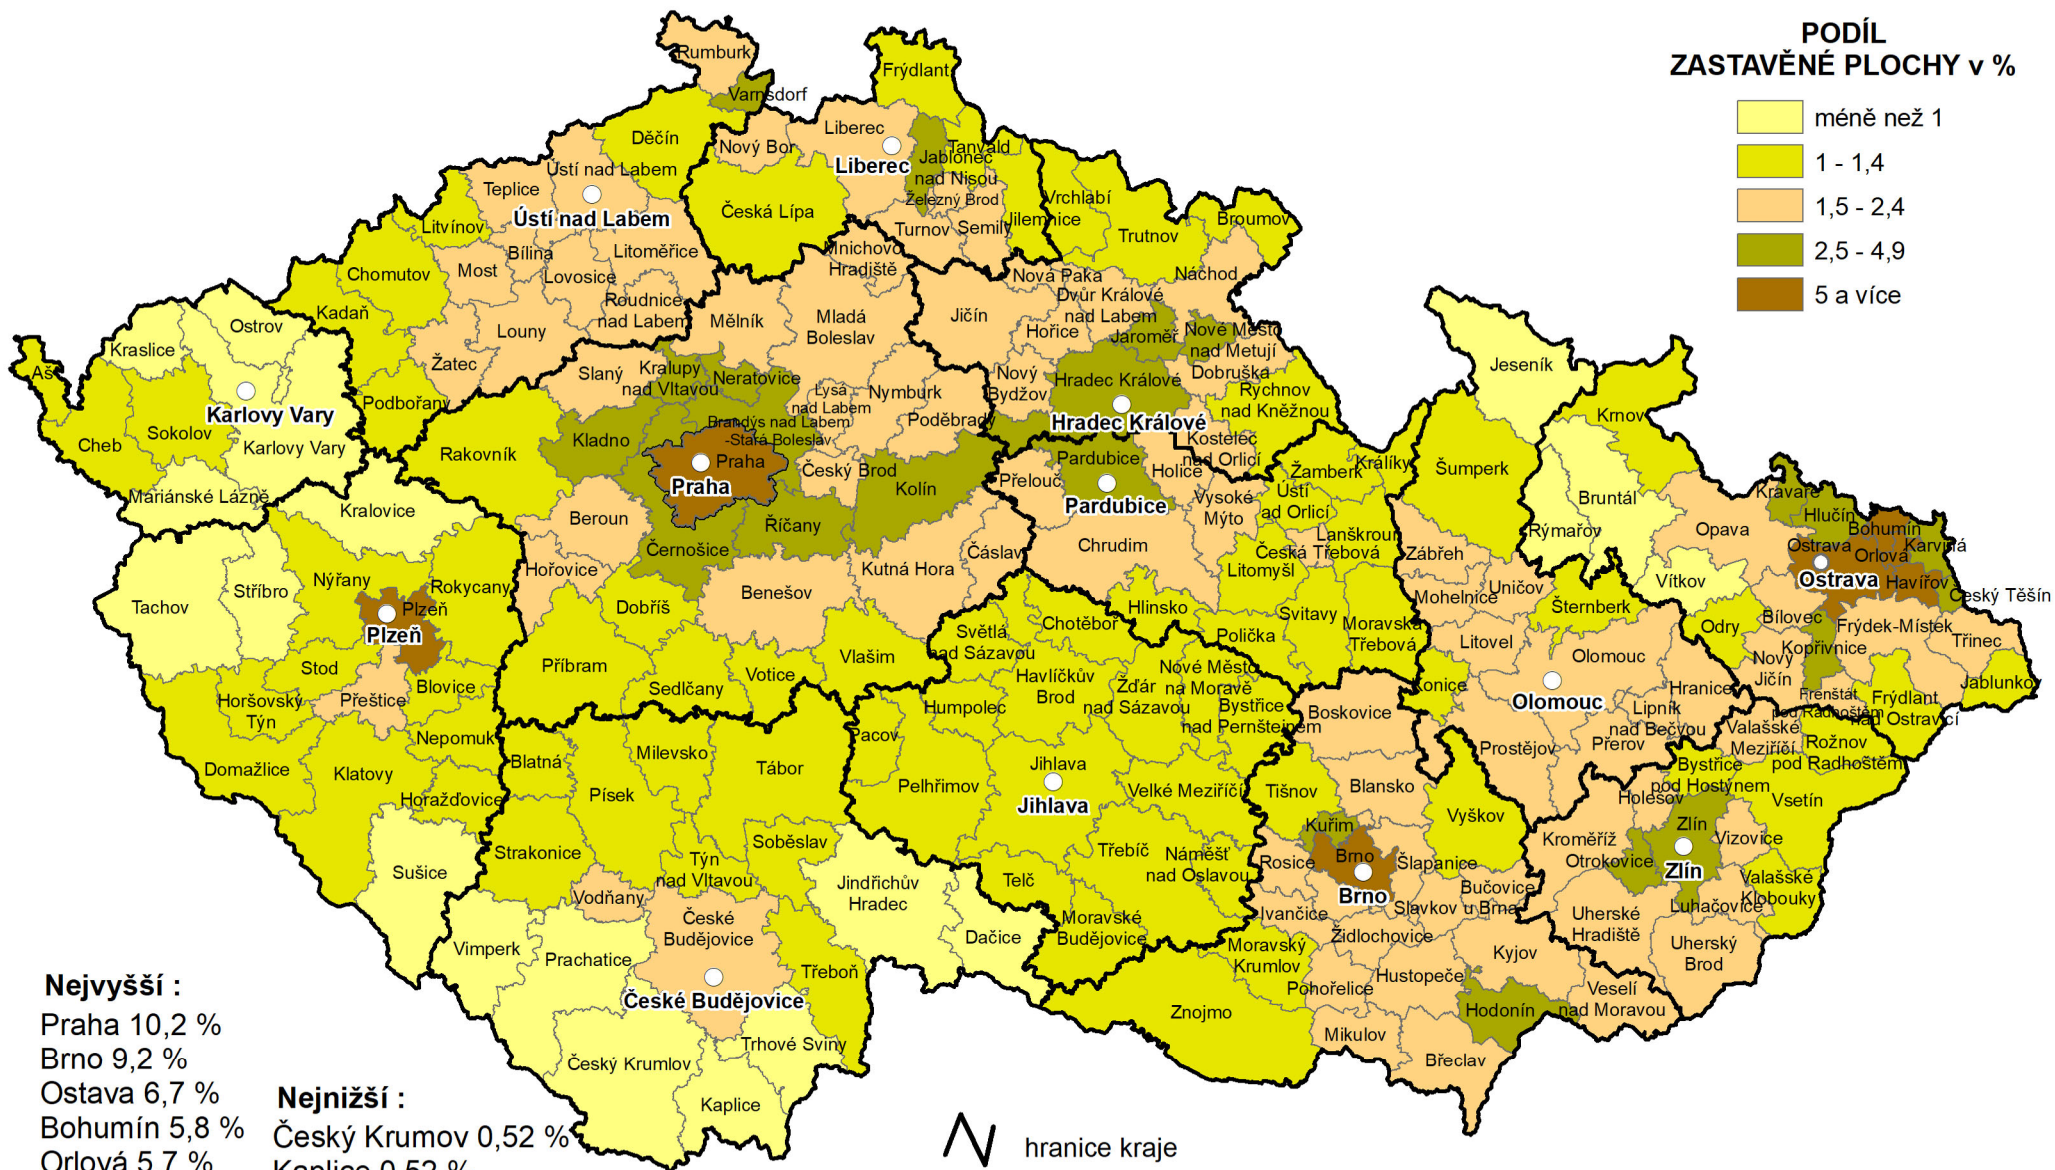 PODÍL
ZASTAVĚNÉ PLOCHY v %
méně než 1
1 - 1,4
1,5 - 2,4
2,5 - 4,9
5 a více
Rumburk
Varnsdorf
Frýdlant
Děčín
Nový Bor
Liberec
Liberec
Tanvald
Jablonec
nad Nisou
Železný Brod
Ústí nad Labem
Teplice
Ústí nad Labem
Česká Lípa
Turnov
Semily
Jilemnice
Vrchlabí
Trutnov
Broumov
Litvínov
Bílina
Litoměřice
Most
Lovosice
Chomutov
Kadaň
Roudnice
nad Labem
Louny
Žatec
Podbořany
Mnichovo
Hradiště
Mělník
Mladá
Boleslav
Jičín
Nová Paka
Dvůr Králové
nad Labem
Hořice
Náchod
Jaroměř
Nové Město
nad Metují
Dobruška
Nový
Bydžov
Hradec Králové
Hradec Králové
Rychnov
nad Kněžnou
Kostelec
nad Orlicí
Ostrov
Kraslice
Aš
Karlovy Vary
Karlovy Vary
Sokolov
Cheb
Mariánské Lázně
Slaný
Kralupy
nad Vltavou
Neratovice
Lysá
nad Labem
Nymburk
Poděbrady
Brandýs nad Labem
-Stará Boleslav
Kladno
Rakovník
Praha
Praha
Český Brod
Kolín
Říčany
Beroun
Černošice
Hořovice
Kutná Hora
Čáslav
Benešov
Dobříš
Příbram
Sedlčany
Votice
Vlašim
Kralovice
Tachov
Stříbro
Nýřany
Rokycany
Plzeň
Plzeň
Stod
Horšovský
Týn
Přeštice
Blovice
Nepomuk
Domažlice
Klatovy
Horažďovice
Sušice
Přelouč
Pardubice
Pardubice
Holice
Vysoké
Mýto
Chrudim
Žamberk
Králíky
Ústí
ad Orlicí
Lanškroun
Česká Třebová
Litomyšl
Svitavy
Moravská
Třebová
Polička
Hlinsko
Chotěboř
Světlá
nad Sázavou
Havlíčkův
Brod
Žďár
nad Sázavou
Nové Město
na Moravě
Bystřice
nad Pernštejnem
Humpolec
Pacov
Pelhřimov
Jihlava
Jihlava
Velké Meziříčí
Třebíč
Náměšť
nad Oslavou
Telč
Moravské
Budějovice
Blatná
Milevsko
Písek
Tábor
Strakonice
Týn
nad Vltavou
Soběslav
Vodňany
Jindřichův
Hradec
Dačice
České
Budějovice
České Budějovice
Vimperk
Prachatice
Třeboň
Trhové Sviny
Český Krumlov
Kaplice
Jeseník
Šumperk
Krnov
Bruntál
Rýmařov
Zábřeh
Mohelnice
Uničov
Šternberk
Litovel
Olomouc
Olomouc
Konice
Prostějov
Přerov
Lipník
nad Bečvou
Hranice
Opava
Kravaře
Hlučín
Bohumín
Ostrava
Orlová
Karviná
Ostrava
Havířov
Český Těšín
Vítkov
Odry
Bílovec
Frýdek-Místek
Třinec
Kopřivnice
Nový
Jičín
Frenštát
pod Radhoštěm
Frýdlant
nad Ostravicí
Jablunkov
Valašské
Meziříčí
Rožnov
pod Radhoštěm
Bystřice
pod Hostýnem
Holešov
Vsetín
Kroměříž
Otrokovice
Zlín
Zlín
Vizovice
Valašské
Klobouky
Luhačovice
Uherské
Hradiště
Uherský
Brod
Boskovice
Blansko
Tišnov
Kuřim
Vyškov
Rosice
Brno
Brno
Šlapanice
Bučovice
Slavkov u Brna
Ivančice
Židlochovice
Kyjov
Moravský
Krumlov
Pohořelice
Hustopeče
Znojmo
Mikulov
Břeclav
Hodonín
Veselí
nad Moravou
Nejvyšší :
Praha 10,2 %
Brno 9,2 %
Ostava 6,7 %
Bohumín 5,8 %
Orlová 5,7 %
Nejnižší :
Český Krumov 0,52 %
Kaplice 0,52 %
hranice kraje